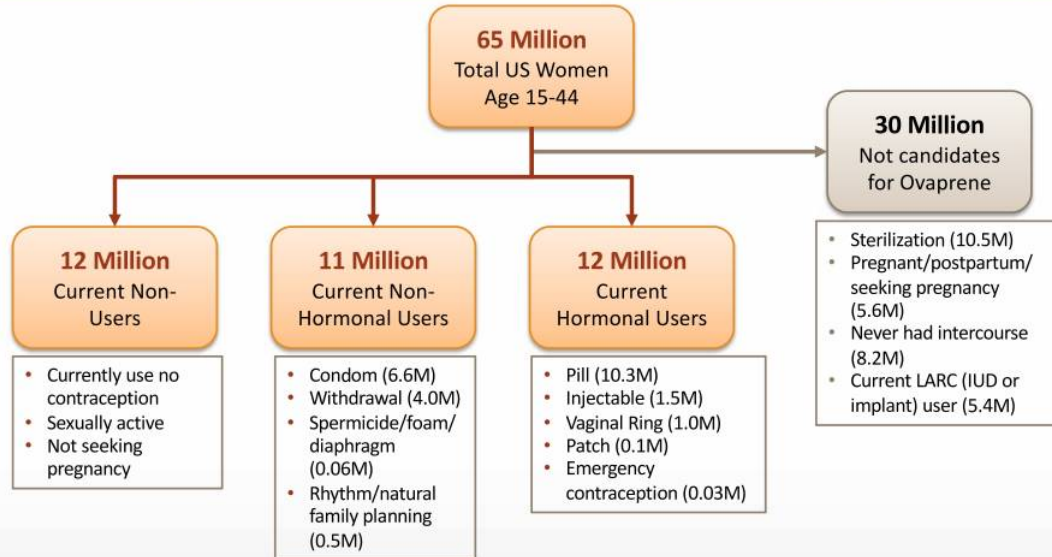 65 Million
Total US Women
Age 15-44
30 Million
Not candidates
for Ovaprene
12 Million
Current Non-
Users
11 Million
Current Non-
Hormonal Users
12 Million
Current
Hormonal Users
• Sterilization (10.5M)
• Pregnant/postpartum/
seeking pregnancy
(5.6M)
• Never had intercourse
(8.2M)
• Current LARC (IUD or
implant) user (5.4M)
• Currently use no
contraception
• Sexually active
• Not seeking
pregnancy
• Condom (6.6M)
• Withdrawal (4.0M)
• Spermicide/foam/
diaphragm
(0.06M)
• Rhythm/natural
family planning
(0.5M)
• Pill (10.3M)
• Injectable (1.5M)
• Vaginal Ring (1.0M)
• Patch (0.1M)
• Emergency
contraception (0.03M)